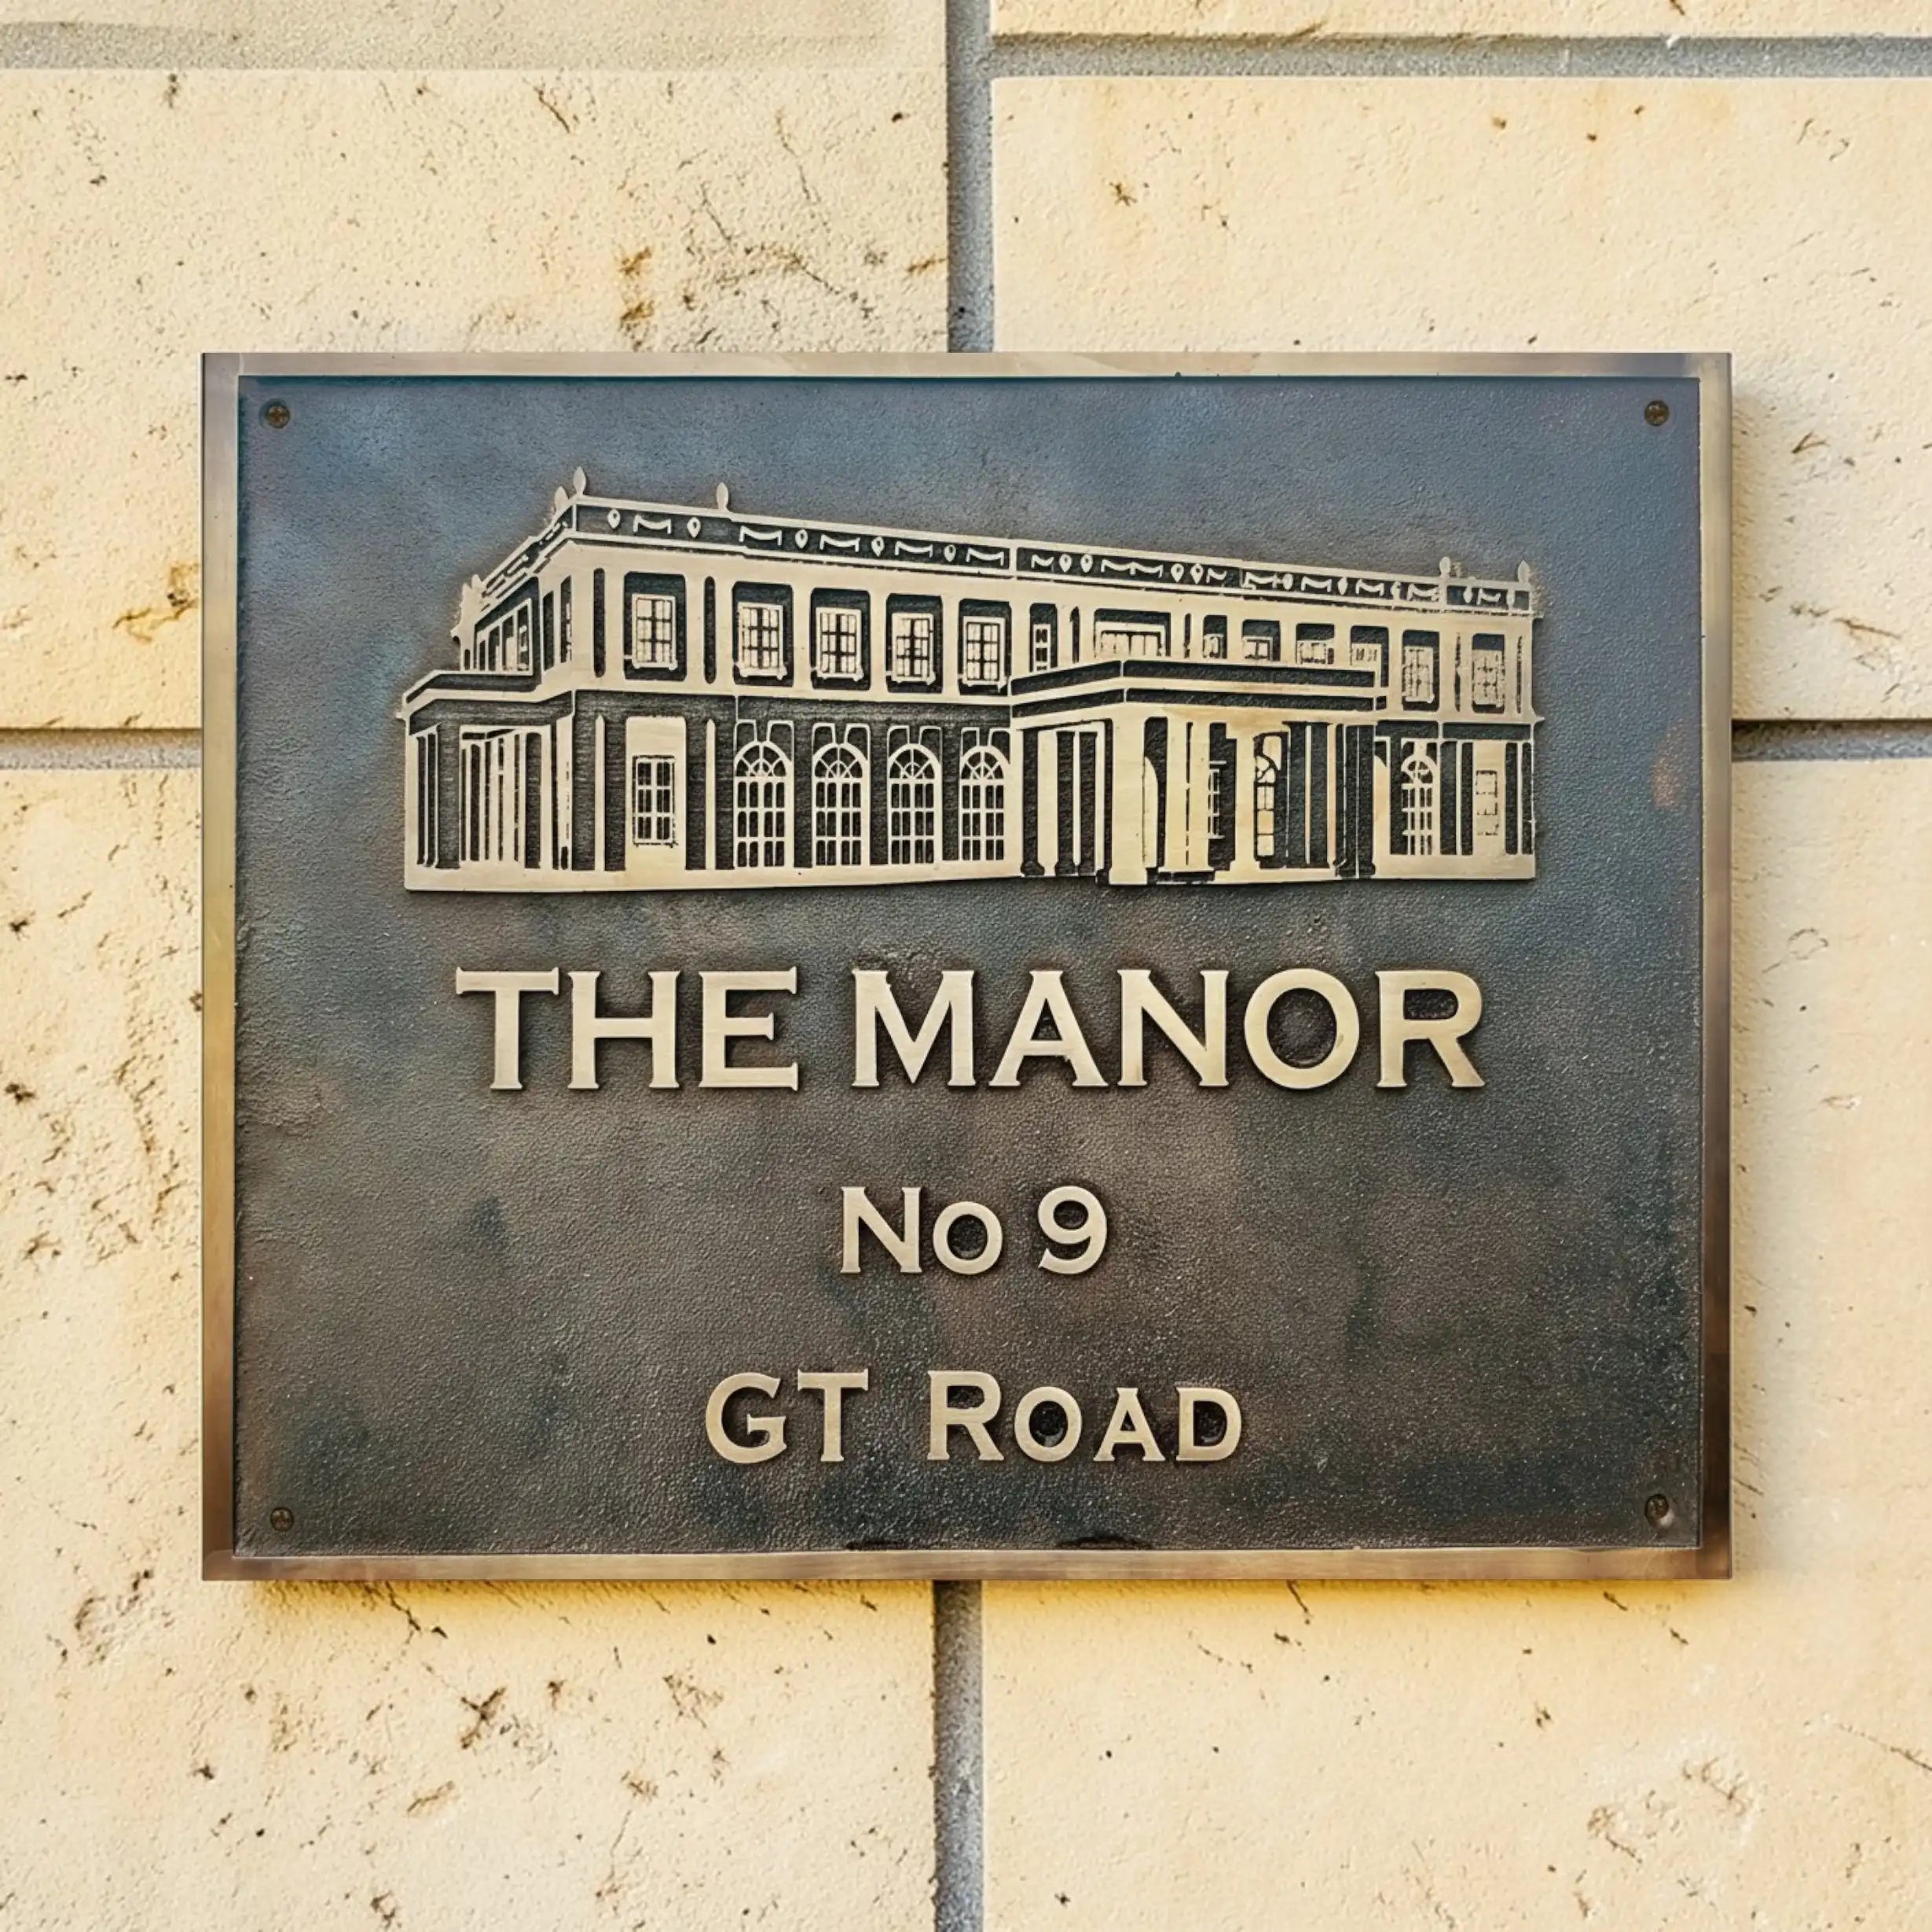 THE MANOR
No 9
GT ROAD